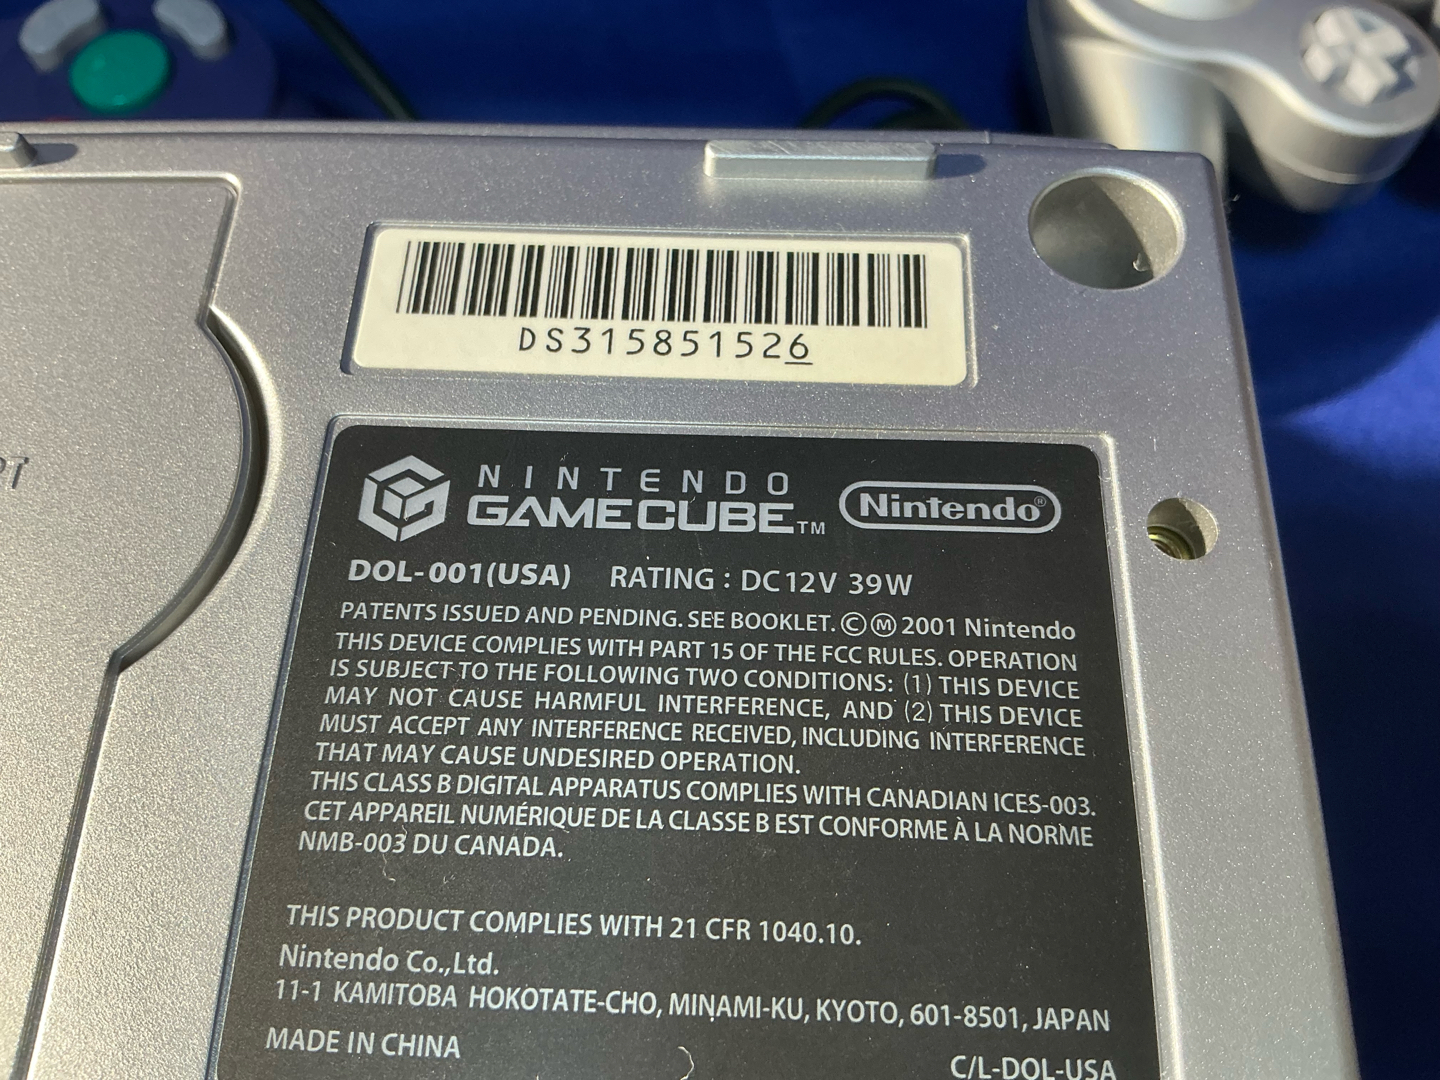 DS315851526
NINTENDO
GAMECUBE™ Nintendo®
DOL-001(USA) RATING : DC12V 39W
PATENTS ISSUED AND PENDING. SEE BOOKLET. © Ⓜ 2001 Nintendo
THIS DEVICE COMPLIES WITH PART 15 OF THE FCC RULES. OPERATION
IS SUBJECT TO THE FOLLOWING TWO CONDITIONS: (1) THIS DEVICE
MAY NOT CAUSE HARMFUL INTERFERENCE, AND (2) THIS DEVICE
MUST ACCEPT ANY INTERFERENCE RECEIVED, INCLUDING INTERFERENCE
THAT MAY CAUSE UNDESIRED OPERATION.
THIS CLASS B DIGITAL APPARATUS COMPLIES WITH CANADIAN ICES-003.
CET APPAREIL NUMÉRIQUE DE LA CLASSE B EST CONFORME À LA NORME
NMB-003 DU CANADA.
THIS PRODUCT COMPLIES WITH 21 CFR 1040.10.
Nintendo Co.,Ltd.
11-1 KAMITOBA HOKOTATE-CHO, MINAMI-KU, KYOTO, 601-8501, JAPAN
MADE IN CHINA
C/L-DOL-USA